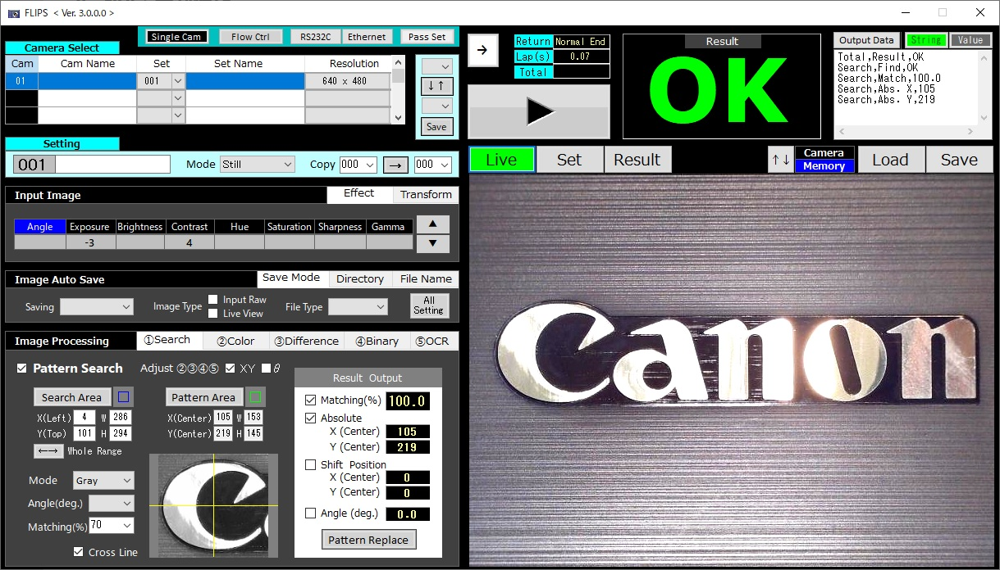 FLIPS < Ver. 3.0.0.0 >
Single Cam Flow Ctrl RS232C Ethernet Pass Set
Camera Select
Cam Cam Name Set Set Name Resolution
01 001 640 × 480
↓↑
Save
Setting
001 Mode Still Copy 000 → 000
Input Image Effect Transform
Angle Exposure Brightness Contrast Hue Saturation Sharpness Gamma ▲
-3 4 ▼
Image Auto Save Save Mode Directory File Name
Saving Image Type Input Raw File Type All
Live View Setting
Image Processing ①Search ②Color ③Difference ④Binary ⑤OCR
Pattern Search Adjust ②③④⑤ XY θ
Search Area Pattern Area
X(Left) 4 W 286 X(Center) 105 W 153
Y(Top) 101 H 294 Y(Center) 219 H 145
←→ Whole Range
Mode Gray
Angle(deg.)
Matching(%) 70
Cross Line
Result Output
Matching(%) 100.0
Absolute
X (Center) 105
Y (Center) 219
Shift Position
X (Center) 0
Y (Center) 0
Angle (deg.) 0.0
Pattern Replace
→
Return Normal End
Lap(s) 0.07
Total
Result
OK
Output Data String Value
Total,Result,OK
Search,Find,OK
Search,Match,100.0
Search,Abs. X,105
Search,Abs. Y,219
Live Set Result ↑↓ Camera Load Save
Memory
Canon